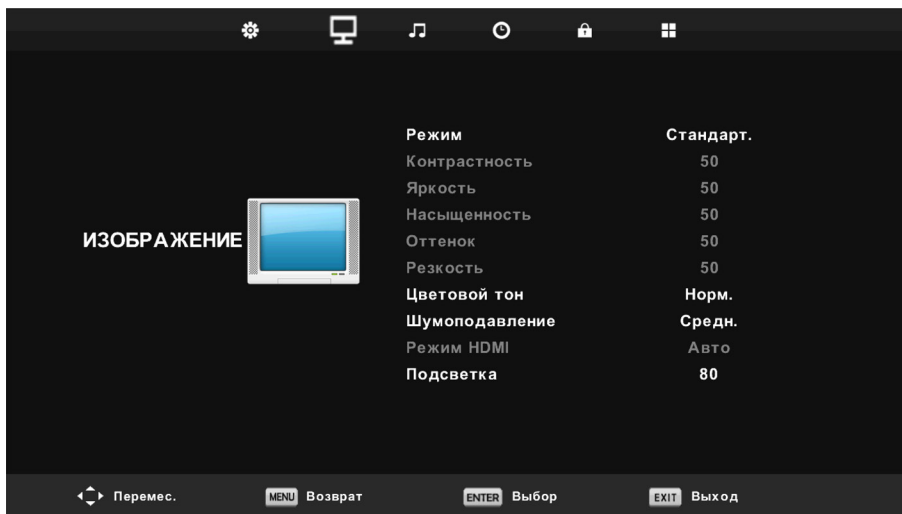 Режим Стандарт.
Контрастность 50
Яркость 50
Насыщенность 50
ИЗОБРАЖЕНИЕ
Оттенок 50
Резкость 50
Цветовой тон Норм.
Шумоподавление Средн.
Режим HDMI Авто
Подсветка 80
Перемес. MENU Возврат ENTER Выбор EXIT Выход